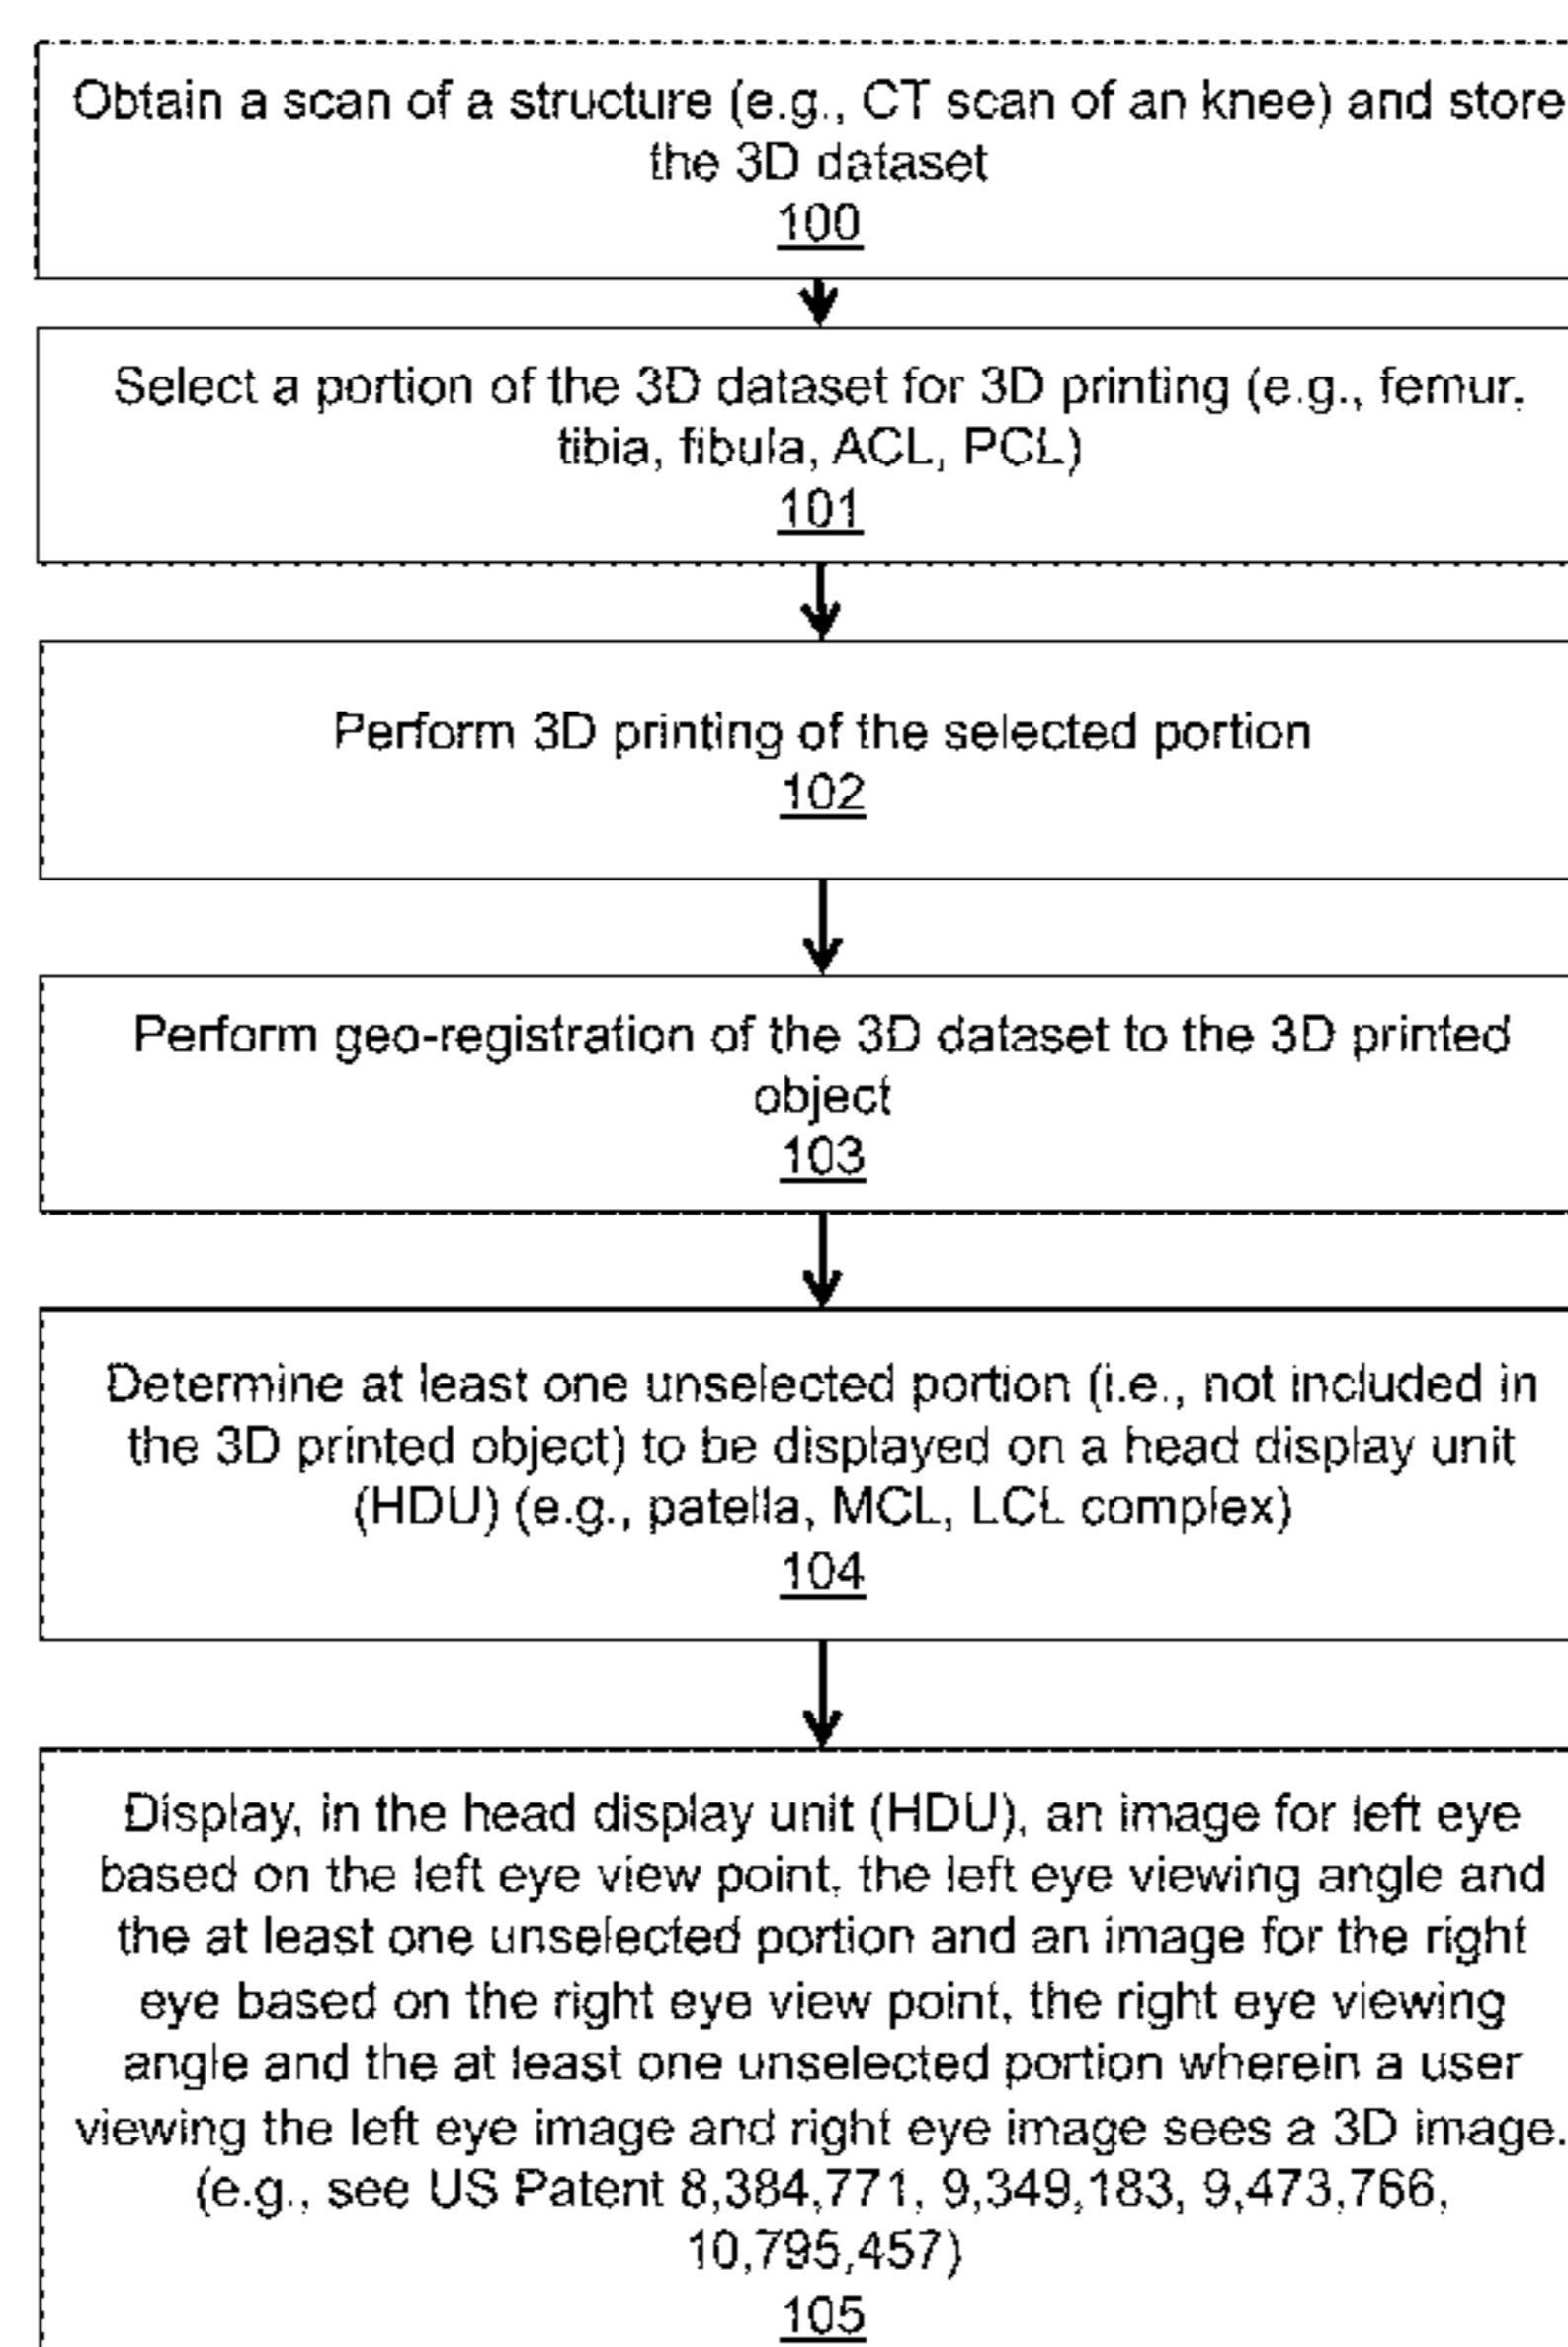 Obtain a scan of a structure (e.g., CT scan of an knee) and store
the 3D dataset
100
Select a portion of the 3D dataset for 3D printing (e.g., femur,
tibia, fibula, ACL, PCL)
101
Perform 3D printing of the selected portion
102
Perform geo-registration of the 3D dataset to the 3D printed
object
103
Determine at least one unselected portion (i.e., not included in
the 3D printed object) to be displayed on a head display unit
(HDU) (e.g., patella, MCL, LCL complex)
104
Display, in the head display unit (HDU), an image for left eye
based on the left eye view point, the left eye viewing angle and
the at least one unselected portion and an image for the right
eye based on the right eye view point, the right eye viewing
angle and the at least one unselected portion wherein a user
viewing the left eye image and right eye image sees a 3D image.
(e.g., see US Patent 8,384,771, 9,349,183, 9,473,766,
10,795,457)
105